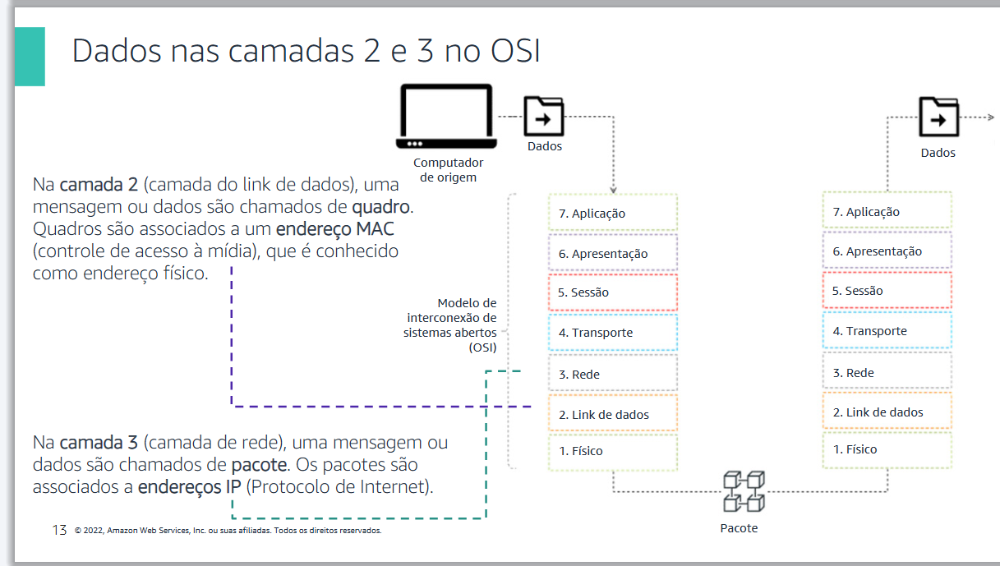 Dados nas camadas 2 e 3 no OSI
Computador
de origem
Dados
Dados
Na camada 2 (camada do link de dados), uma
mensagem ou dados são chamados de quadro.
Quadros são associados a um endereço MAC
(controle de acesso à mídia), que é conhecido
como endereço físico.
Modelo de
interconexão de
sistemas abertos
(OSI)
7. Aplicação
6. Apresentação
5. Sessão
4. Transporte
3. Rede
2. Link de dados
1. Físico
7. Aplicação
6. Apresentação
5. Sessão
4. Transporte
3. Rede
2. Link de dados
1. Físico
Na camada 3 (camada de rede), uma mensagem ou
dados são chamados de pacote. Os pacotes são
associados a endereços IP (Protocolo de Internet).
Pacote
13 © 2022, Amazon Web Services, Inc. ou suas afiliadas. Todos os direitos reservados.